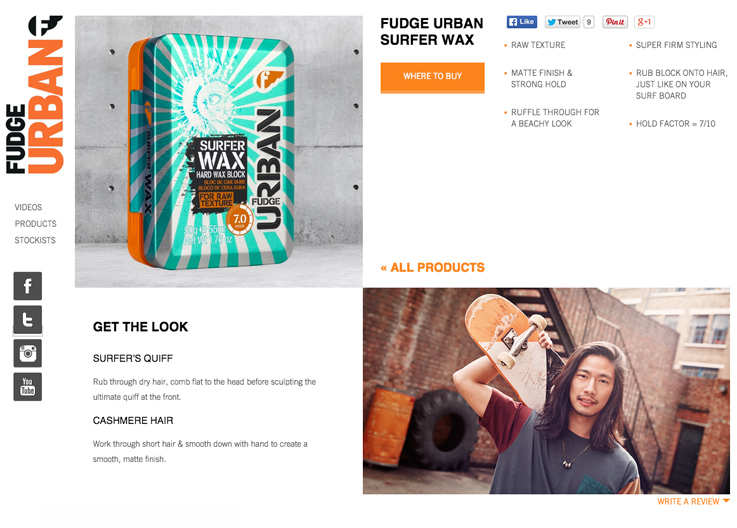 FUDGE
URBAN
VIDEOS
PRODUCTS
STOCKISTS
You
Tube
SURFER
WAX
HARD WAX BLOCK
BLOC DE CIRE DURE
BLOCO DE CERA DURA
FOR RAW
TEXTURE
FUDGE
URBAN
7.0
SURFER WAX
FUDGE URBAN
SURFER WAX
WHERE TO BUY
Like
Tweet
9
Pin it
g+1
• RAW TEXTURE
• MATTE FINISH &
STRONG HOLD
• RUFFLE THROUGH FOR
A BEACHY LOOK
• SUPER FIRM STYLING
• RUB BLOCK ONTO HAIR,
JUST LIKE ON YOUR
SURF BOARD
• HOLD FACTOR = 7/10
« ALL PRODUCTS
GET THE LOOK
SURFER'S QUIFF
Rub through dry hair, comb flat to the head before sculpting the
ultimate quiff at the front.
CASHMERE HAIR
Work through short hair & smooth down with hand to create a
smooth, matte finish.
WRITE A REVIEW